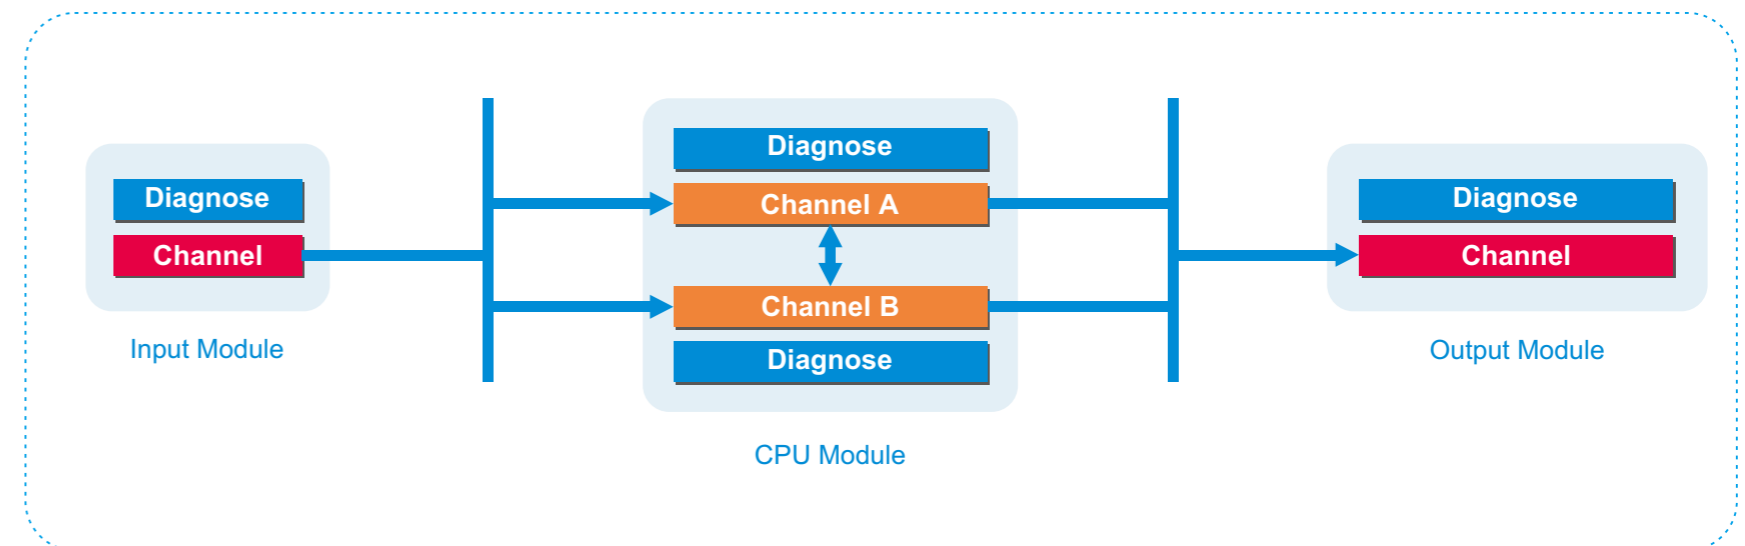 Diagnose
Channel
Input Module
Diagnose
Channel A
Channel B
Diagnose
CPU Module
Diagnose
Channel
Output Module